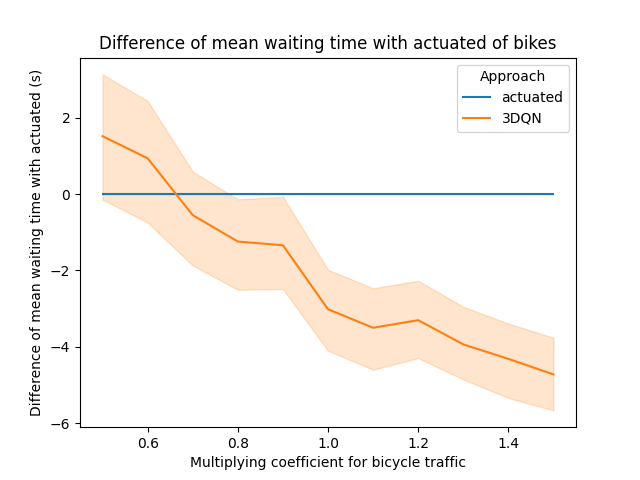 Difference of mean waiting time with actuated of bikes
Difference of mean waiting time with actuated (s)
2
0
−2
−4
−6
Approach
actuated
3DQN
0.6 0.8 1.0 1.2 1.4
Multiplying coefficient for bicycle traffic